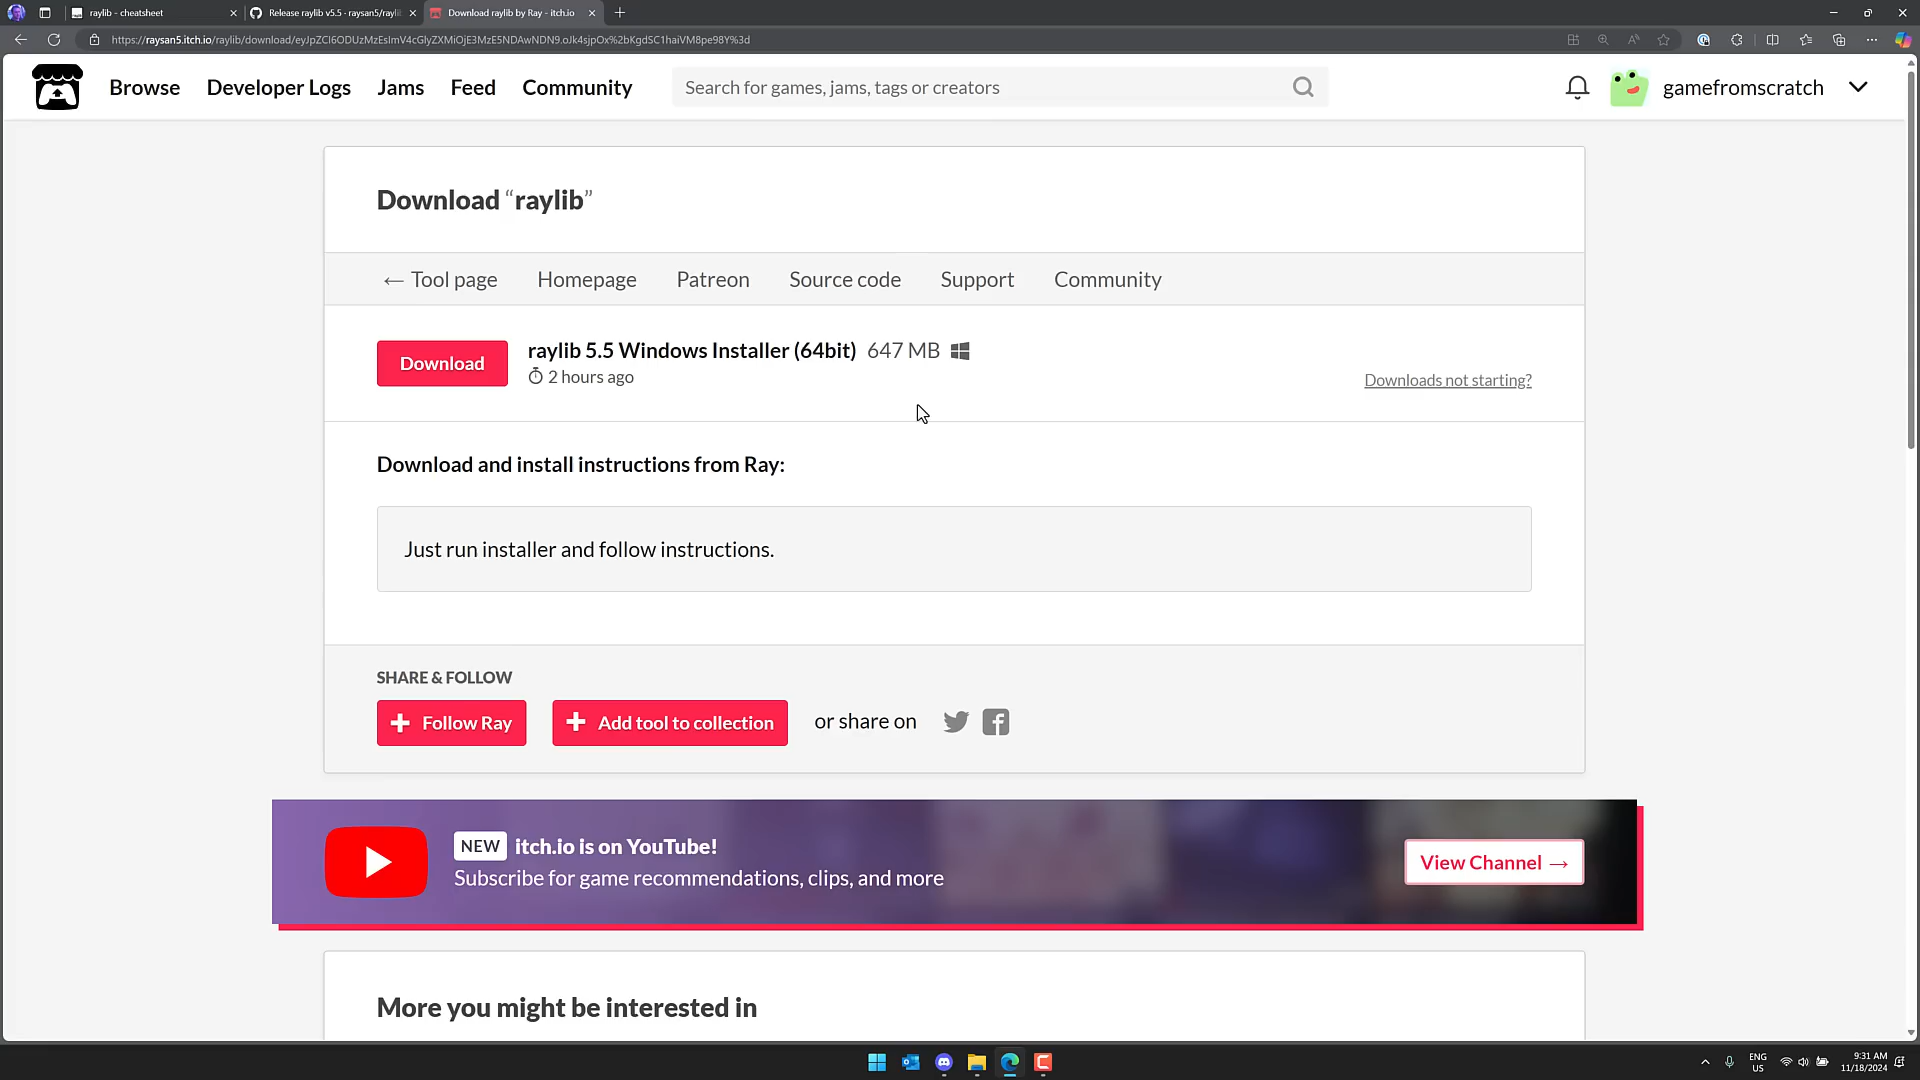 raylib - cheatsheet
Release raylib v5.5 · raysan5/rayli
Download raylib by Ray - itch.io
https://raysan5.itch.io/raylib/download/eyJpZCI6ODUzMzEsImV4cGlyZXMiOjE3MzE5NDAwNDN9.oJk4sjpOx%2bKgdSC1haiVM8pe98Y%3d
Browse
Developer Logs
Jams
Feed
Community
Search for games, jams, tags or creators
gamefromscratch
Download “raylib”
← Tool page
Homepage
Patreon
Source code
Support
Community
Download
raylib 5.5 Windows Installer (64bit) 647 MB
2 hours ago
Downloads not starting?
Download and install instructions from Ray:
Just run installer and follow instructions.
SHARE & FOLLOW
Follow Ray
Add tool to collection
or share on
NEW itch.io is on YouTube!
Subscribe for game recommendations, clips, and more
View Channel →
More you might be interested in
ENG
US
9:31 AM
11/18/2024